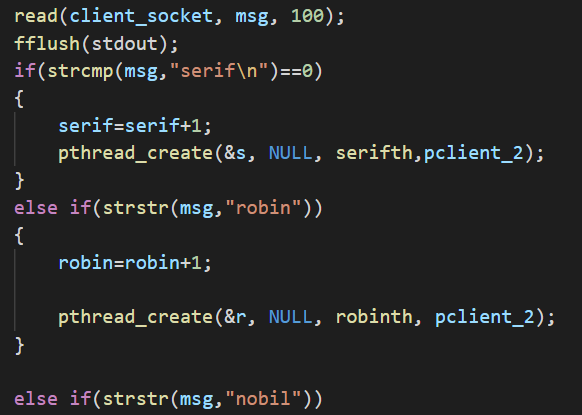 read(client_socket, msg, 100);
fflush(stdout);
if(strcmp(msg,"serif\n")==0)
{
serif=serif+1;
pthread_create(&s, NULL, serifth,pclient_2);
}
else if(strstr(msg,"robin"))
{
robin=robin+1;
pthread_create(&r, NULL, robinth, pclient_2);
}
else if(strstr(msg,"nobil"))